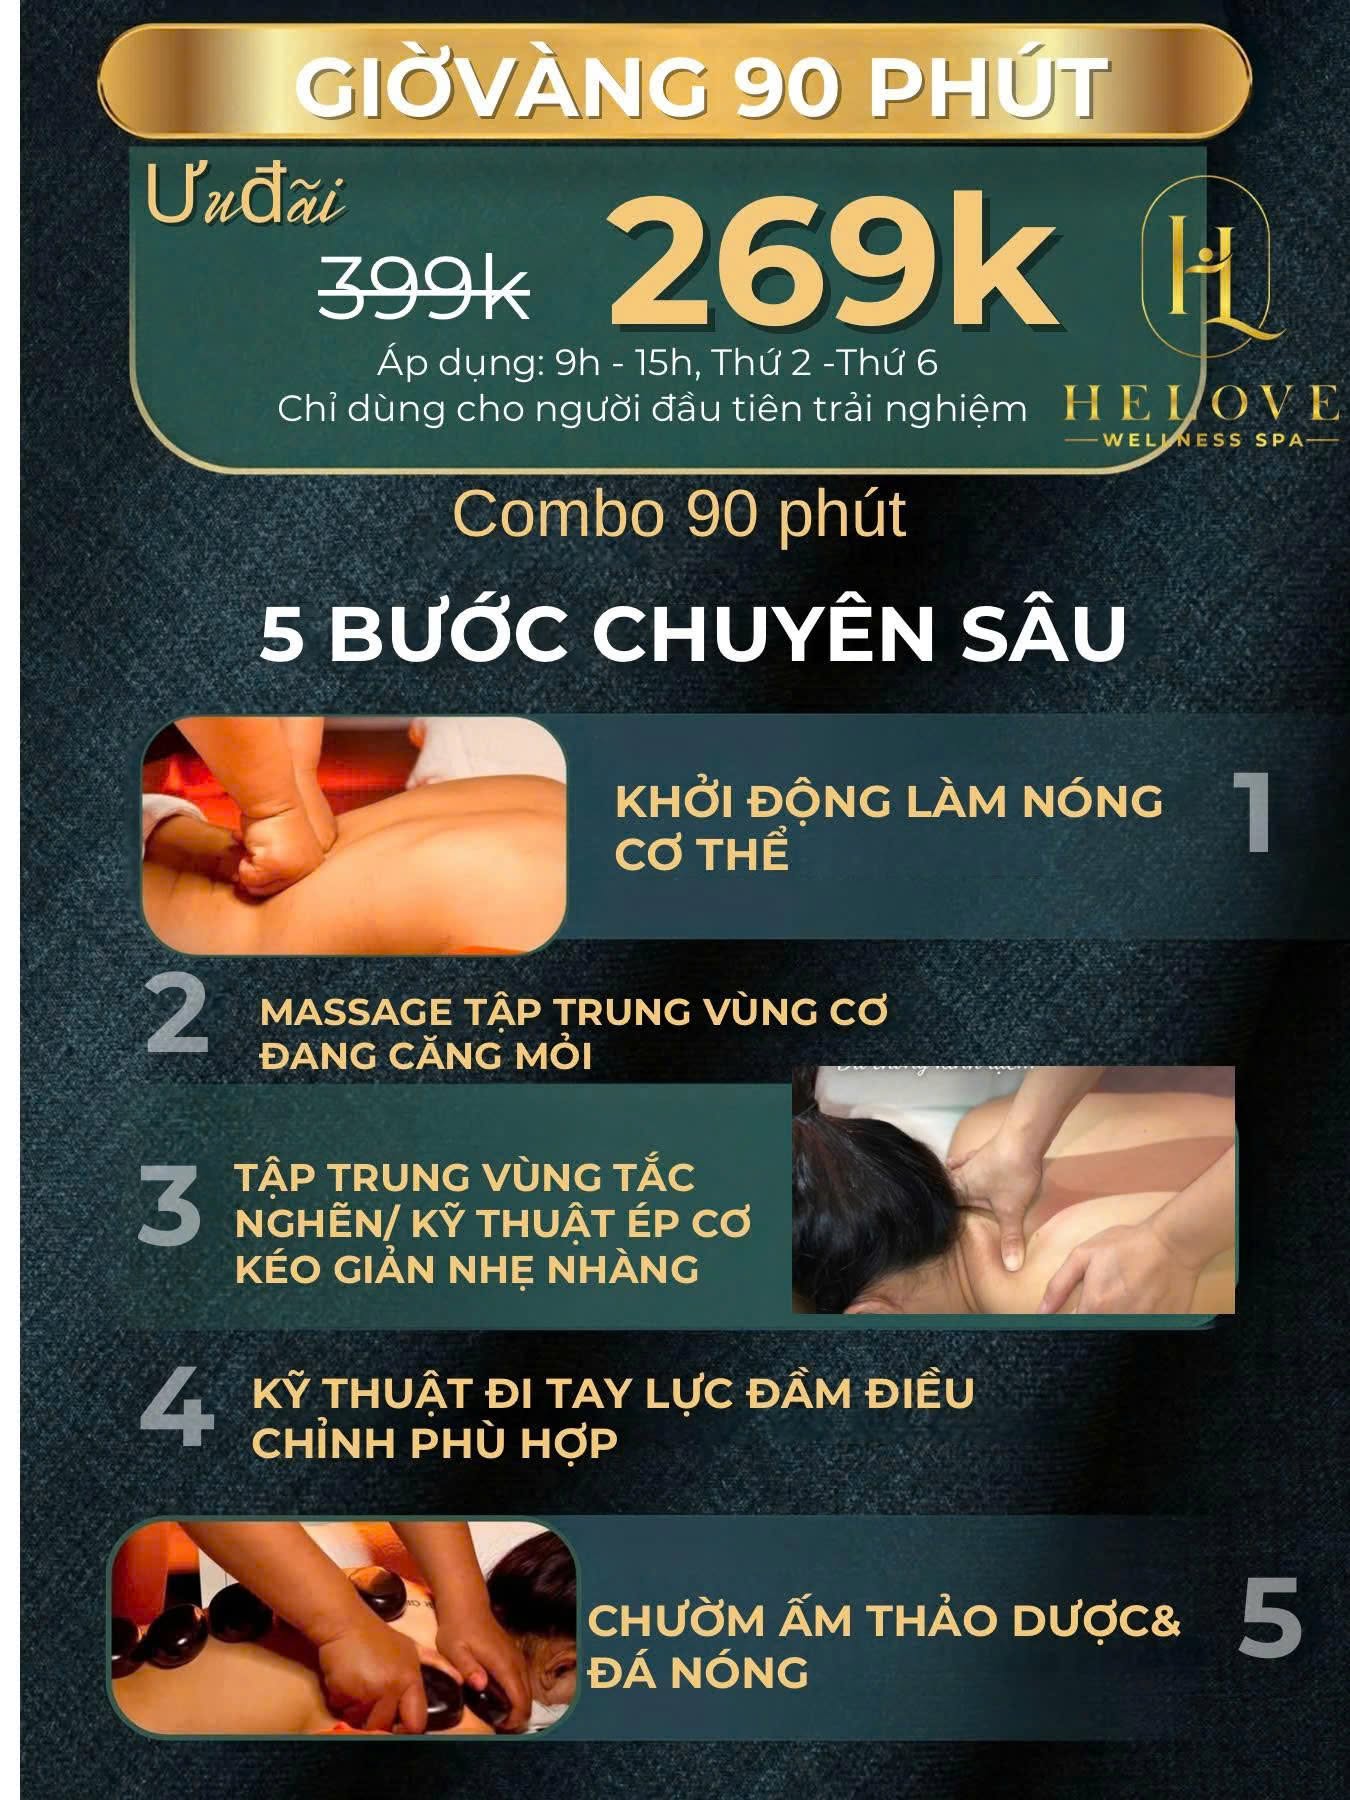 GIỜVÀNG 90 PHÚT
Ưuđãi
399k
269k
Áp dụng: 9h - 15h, Thứ 2 -Thứ 6
Chỉ dùng cho người đầu tiên trải nghiệm
HL
HELOVE
WELLNESS SPA
Combo 90 phút
5 BƯỚC CHUYÊN SÂU
KHỞI ĐỘNG LÀM NÓNG
CƠ THỂ
1
2
MASSAGE TẬP TRUNG VÙNG CƠ
ĐANG CĂNG MỎI
3
TẬP TRUNG VÙNG TẮC
NGHẼN/ KỸ THUẬT ÉP CƠ
KÉO GIẢN NHẸ NHÀNG
4
KỸ THUẬT ĐI TAY LỰC ĐẦM ĐIỀU
CHỈNH PHÙ HỢP
CHƯỜM ẤM THẢO DƯỢC&
ĐÁ NÓNG
5